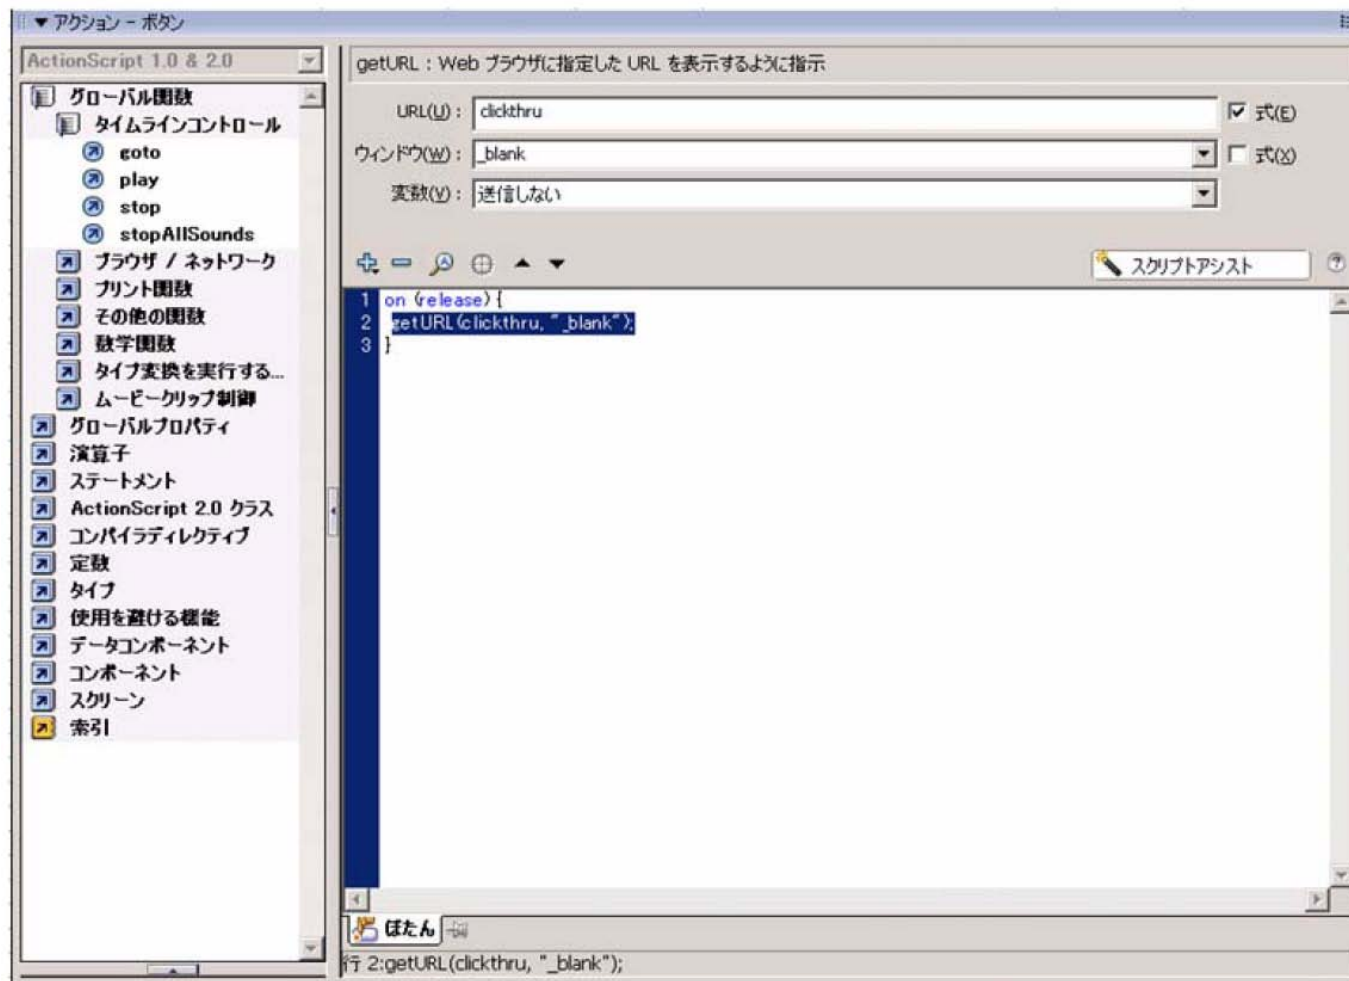 ▼ アクション - ボタン
ActionScript 1.0 & 2.0
グローバル関数
タイムラインコントロール
goto
play
stop
stopAllSounds
ブラウザ / ネットワーク
プリント関数
その他の関数
数学関数
タイプ変換を実行する...
ムービークリップ制御
グローバルプロパティ
演算子
ステートメント
ActionScript 2.0 クラス
コンパイラディレクティブ
定数
タイプ
使用を避ける機能
データコンポーネント
コンポーネント
スクリーン
索引
getURL : Web ブラウザに指定した URL を表示するように指示
URL(U) : clickthru 式(E)
ウィンドウ(W) : _blank 式(X)
変数(V) : 送信しない
スクリプトアシスト
1 on (release) {
2 getURL(clickthru, "_blank");
3 }
ぼたん
行 2:getURL(clickthru, "_blank");